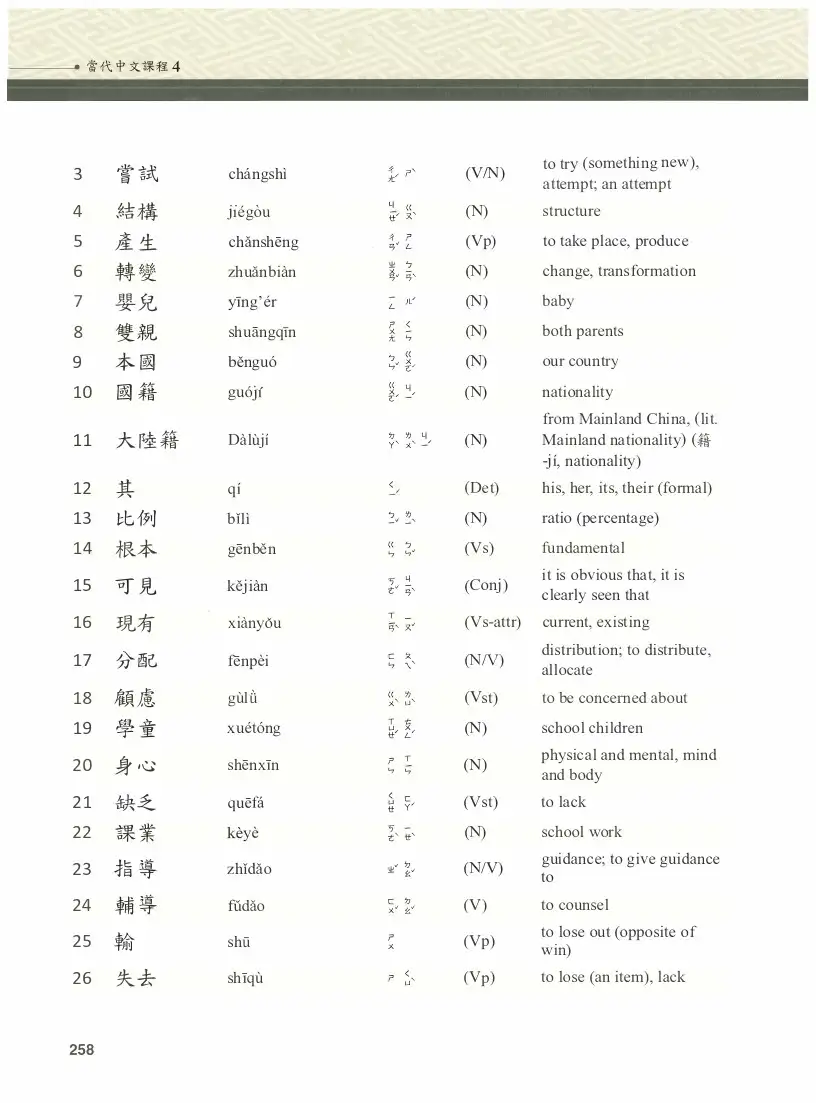 當代中文課程 4
3 嘗試 chángshì ㄔㄤˊ ㄕˋ (V/N) to try (something new), attempt; an attempt
4 結構 jiégòu ㄐㄧㄝˊ ㄍㄡˋ (N) structure
5 產生 chǎnshēng ㄔㄢˇ ㄕㄥ (Vp) to take place, produce
6 轉變 zhuǎnbiàn ㄓㄨㄢˇ ㄅㄧㄢˋ (N) change, transformation
7 嬰兒 yīng'ér ㄧㄥ ㄦˊ (N) baby
8 雙親 shuāngqīn ㄕㄨㄤ ㄑㄧㄣ (N) both parents
9 本國 běnguó ㄅㄣˇ ㄍㄨㄛˊ (N) our country
10 國籍 guójí ㄍㄨㄛˊ ㄐㄧˊ (N) nationality
11 大陸籍 Dàlùjí ㄉㄚˋ ㄌㄨˋ ㄐㄧˊ (N) from Mainland China, (lit. Mainland nationality) (籍 -jí, nationality)
12 其 qí ㄑㄧˊ (Det) his, her, its, their (formal)
13 比例 bǐlì ㄅㄧˇ ㄌㄧˋ (N) ratio (percentage)
14 根本 gēnběn ㄍㄣ ㄅㄣˇ (Vs) fundamental
15 可見 kějiàn ㄎㄜˇ ㄐㄧㄢˋ (Conj) it is obvious that, it is clearly seen that
16 現有 xiànyǒu ㄒㄧㄢˋ ㄧㄡˇ (Vs-attr) current, existing
17 分配 fēnpèi ㄈㄣ ㄆㄟˋ (N/V) distribution; to distribute, allocate
18 顧慮 gùlǜ ㄍㄨˋ ㄌㄩˋ (Vst) to be concerned about
19 學童 xuétóng ㄒㄩㄝˊ ㄊㄨㄥˊ (N) school children
20 身心 shēnxīn ㄕㄣ ㄒㄧㄣ (N) physical and mental, mind and body
21 缺乏 quēfá ㄑㄩㄝ ㄈㄚˊ (Vst) to lack
22 課業 kèyè ㄎㄜˋ ㄧㄝˋ (N) school work
23 指導 zhǐdǎo ㄓˇ ㄉㄠˇ (N/V) guidance; to give guidance to
24 輔導 fǔdǎo ㄈㄨˇ ㄉㄠˇ (V) to counsel
25 輸 shū ㄕㄨ (Vp) to lose out (opposite of win)
26 失去 shīqù ㄕ ㄑㄩˋ (Vp) to lose (an item), lack
258